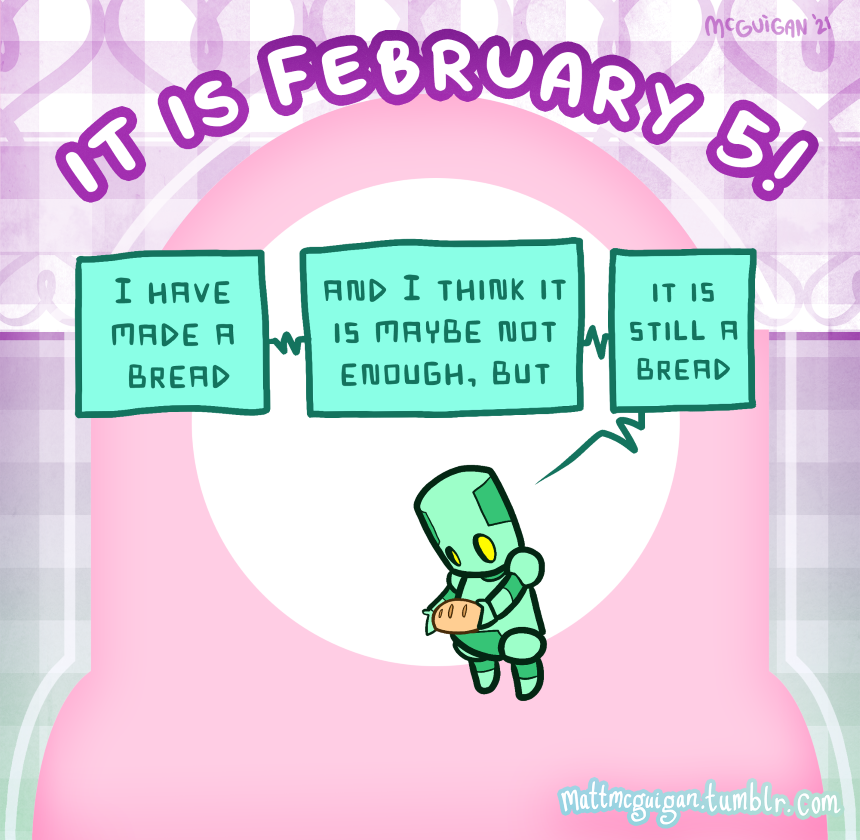 McGUiGAN '21
IT IS FEBRUARY 5!
I HAVE
MADE A
BREAD
AND I THINK IT
IS MAYBE NOT
ENOUGH, BUT
IT IS
STILL A
BREAD
mattmcguigan.tumblr.com